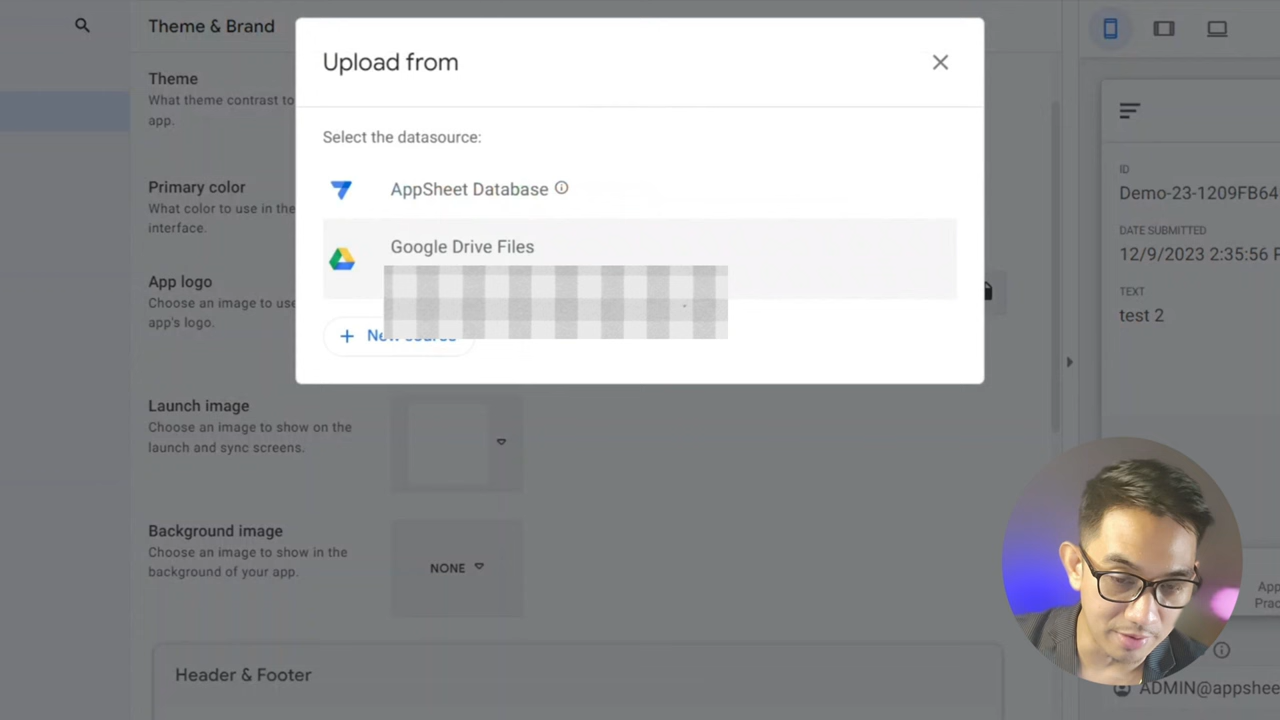 Theme & Brand
Theme
What theme contrast to
app.
Primary color
What color to use in the
interface.
App logo
Choose an image to use
app's logo.
Launch image
Choose an image to show on the
launch and sync screens.
Background image
Choose an image to show in the
background of your app.
NONE
Header & Footer
Upload from
Select the datasource:
AppSheet Database
Google Drive Files
ID
Demo-23-1209FB64
DATE SUBMITTED
12/9/2023 2:35:56 P
TEXT
test 2
App
Prac
ADMIN@appshee